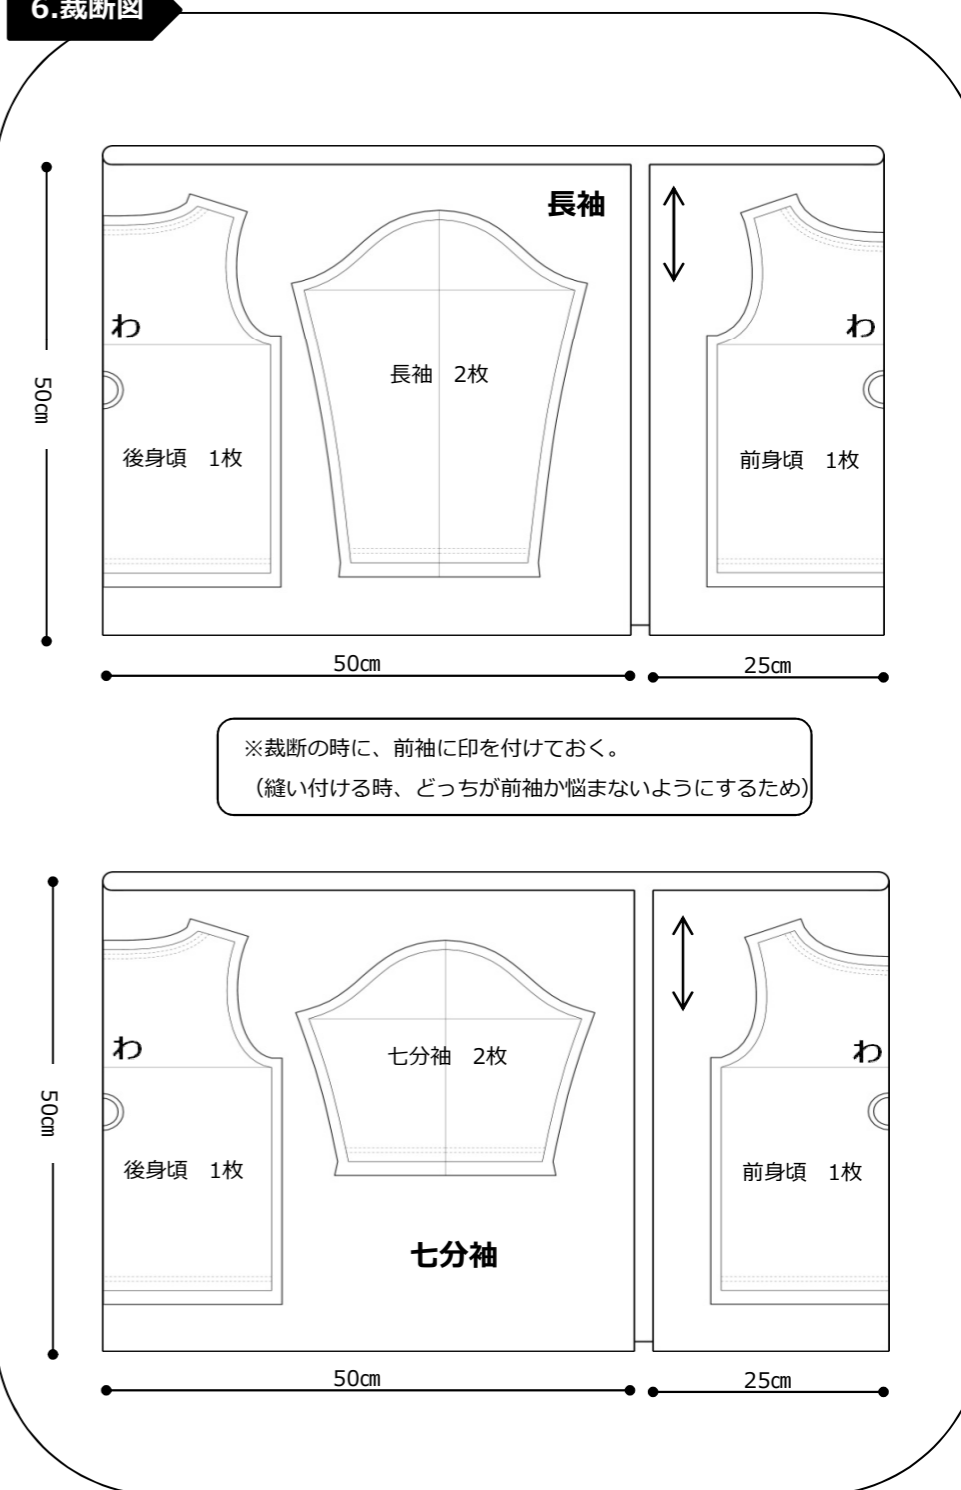 6.裁断図
長袖
わ
わ
長袖　2枚
50㎝
後身頃　1枚
前身頃　1枚
50㎝
25㎝
※裁断の時に、前袖に印を付けておく。
（縫い付ける時、どっちが前袖か悩まないようにするため）
わ
わ
七分袖　2枚
50㎝
後身頃　1枚
前身頃　1枚
七分袖
50㎝
25㎝